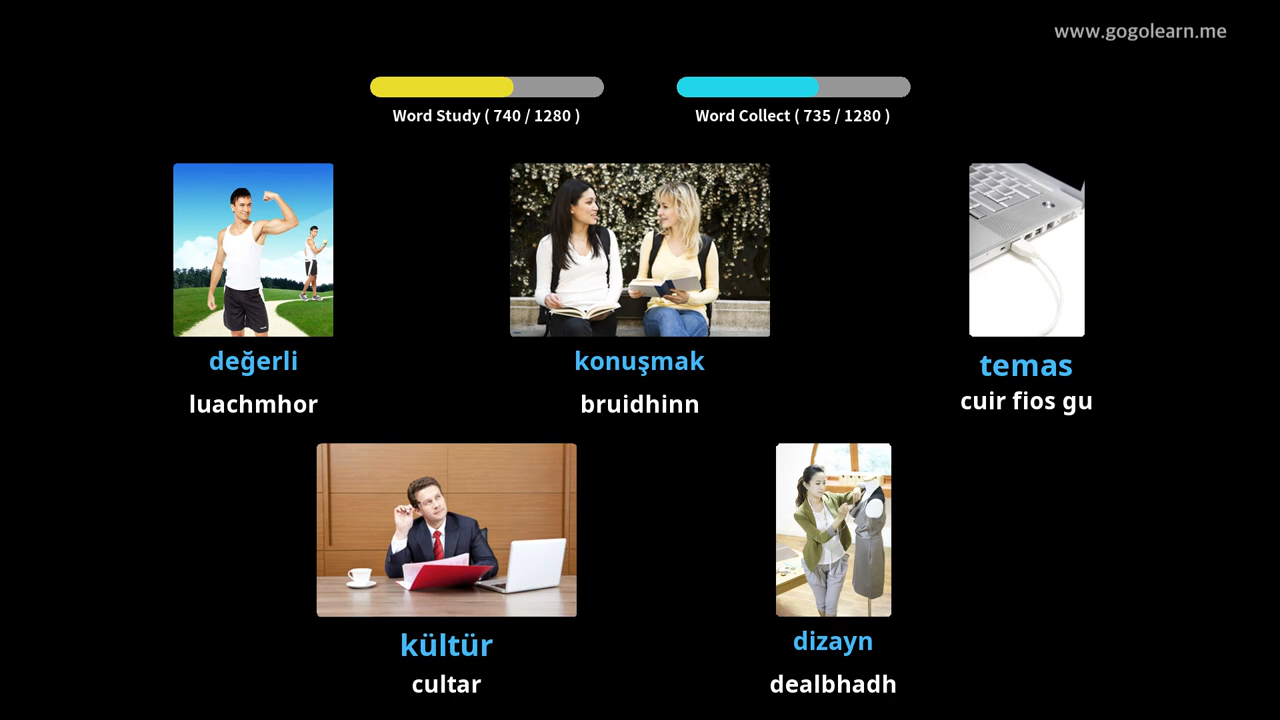 www.gogolearn.me
Word Study ( 740 / 1280 )
Word Collect ( 735 / 1280 )
değerli
luachmhor
konuşmak
bruidhinn
temas
cuir fios gu
kültür
cultar
dizayn
dealbhadh